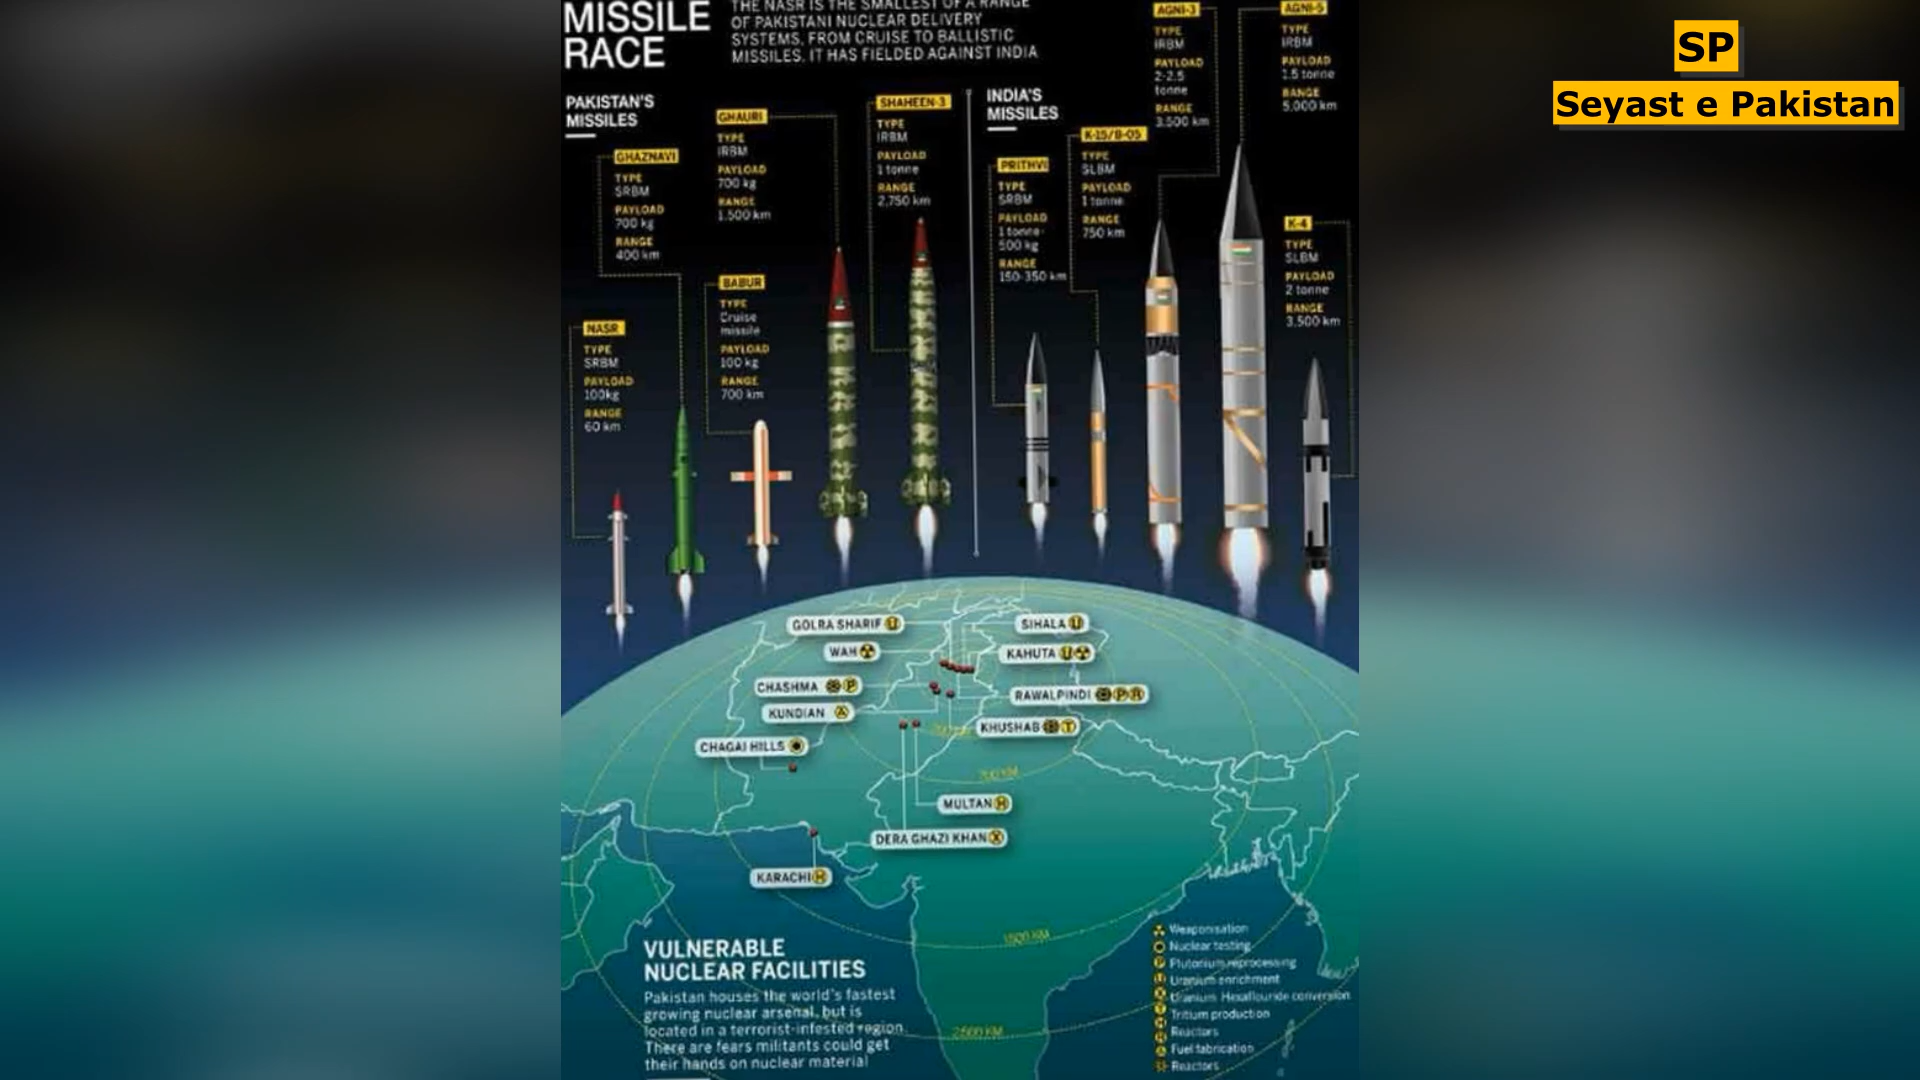 MISSILE
RACE
THE NASR IS THE SMALLEST OF A RANGE
OF PAKISTANI NUCLEAR DELIVERY
SYSTEMS, FROM CRUISE TO BALLISTIC
MISSILES, IT HAS FIELDED AGAINST INDIA
SP
Seyast e Pakistan
PAKISTAN'S
MISSILES
NASR
TYPE
SRBM
PAYLOAD
100kg
RANGE
60 km
GHAZNAVI
TYPE
SRBM
PAYLOAD
700 kg
RANGE
400 km
BABUR
TYPE
Cruise
missile
PAYLOAD
100 kg
RANGE
700 km
GHAURI
TYPE
IRBM
PAYLOAD
700 kg
RANGE
1,500 km
SHAHEEN-3
TYPE
IRBM
PAYLOAD
1 tonne
RANGE
2,750 km
INDIA'S
MISSILES
PRITHVI
TYPE
SRBM
PAYLOAD
1 tonne-
500 kg
RANGE
150-350 km
K-15/B-05
TYPE
SLBM
PAYLOAD
1 tonne
RANGE
750 km
AGNI-3
TYPE
IRBM
PAYLOAD
2-2.5
tonne
RANGE
3,500 km
AGNI-5
TYPE
IRBM
PAYLOAD
1.5 tonne
RANGE
5,000 km
K-4
TYPE
SLBM
PAYLOAD
2 tonne
RANGE
3,500 km
GOLRA SHARIF U
SIHALA U
WAH
KAHUTA U
CHASHMA P
RAWALPINDI P R
KUNDIAN
KHUSHAB T
CHAGAI HILLS
700 KM
MULTAN H
DERA GHAZI KHAN X
KARACHI H
1500 KM
2500 KM
VULNERABLE
NUCLEAR FACILITIES
Pakistan houses the world's fastest
growing nuclear arsenal, but is
located in a terrorist-infested region.
There are fears militants could get
their hands on nuclear material
Weaponisation
Nuclear testing
P Plutonium reprocessing
U Uranium enrichment
X Uranium Hexaflouride conversion
T Tritium production
Reactors
Fuel fabrication
Reactors